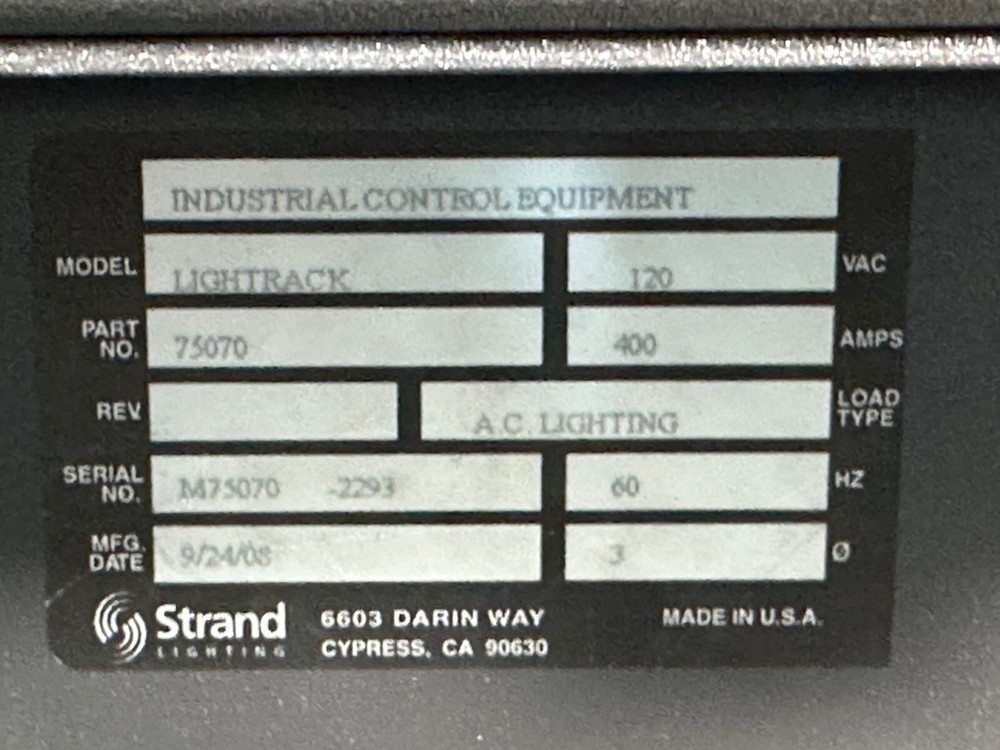 INDUSTRIAL CONTROL EQUIPMENT
MODEL LIGHTRACK 120 VAC
PART NO. 75070 400 AMPS
REV A.C. LIGHTING LOAD TYPE
SERIAL NO. M75070 -2293 60 HZ
MFG. DATE 9/24/08 3 Ø
Strand LIGHTING
6603 DARIN WAY
CYPRESS, CA 90630
MADE IN U.S.A.